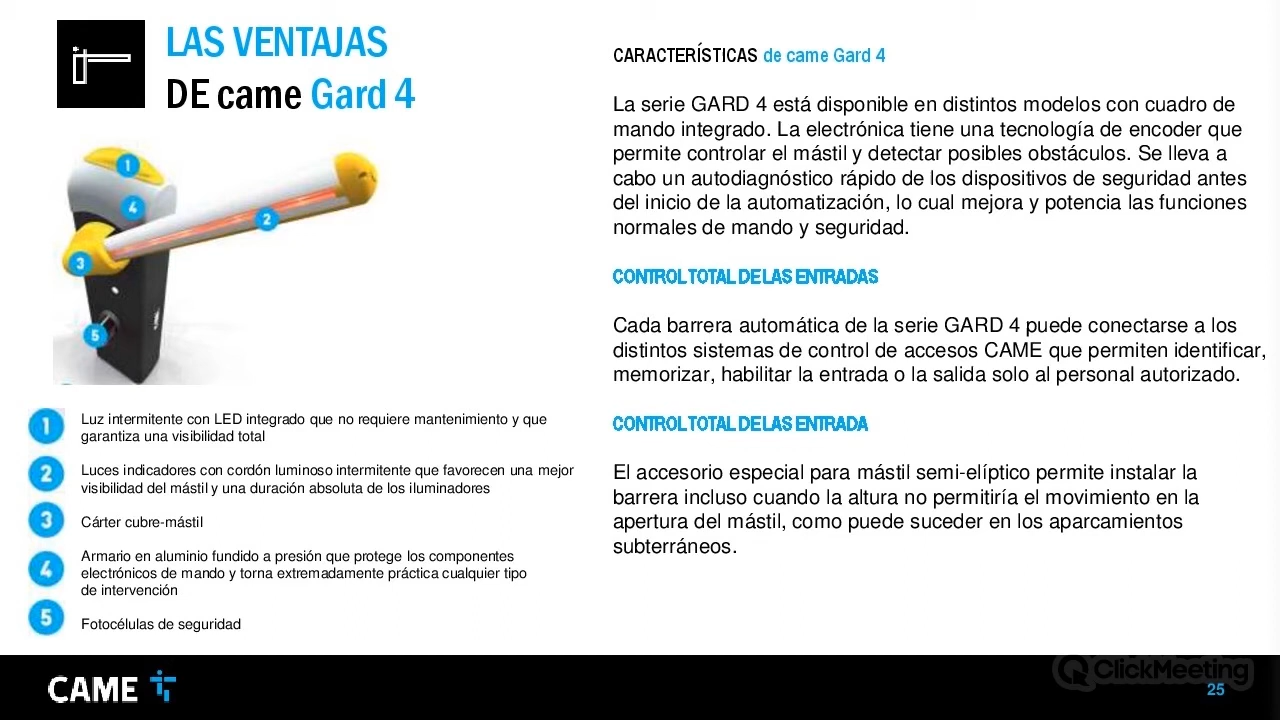 LAS VENTAJAS
DE came Gard 4
1
4
2
3
5
1
Luz intermitente con LED integrado que no requiere mantenimiento y que
garantiza una visibilidad total
2
Luces indicadores con cordón luminoso intermitente que favorecen una mejor
visibilidad del mástil y una duración absoluta de los iluminadores
3
Cárter cubre-mástil
4
Armario en aluminio fundido a presión que protege los componentes
electrónicos de mando y torna extremadamente práctica cualquier tipo
de intervención
5
Fotocélulas de seguridad
CARACTERÍSTICAS de came Gard 4
La serie GARD 4 está disponible en distintos modelos con cuadro de
mando integrado. La electrónica tiene una tecnología de encoder que
permite controlar el mástil y detectar posibles obstáculos. Se lleva a
cabo un autodiagnóstico rápido de los dispositivos de seguridad antes
del inicio de la automatización, lo cual mejora y potencia las funciones
normales de mando y seguridad.
CONTROL TOTAL DE LAS ENTRADAS
Cada barrera automática de la serie GARD 4 puede conectarse a los
distintos sistemas de control de accesos CAME que permiten identificar,
memorizar, habilitar la entrada o la salida solo al personal autorizado.
CONTROL TOTAL DE LAS ENTRADA
El accesorio especial para mástil semi-elíptico permite instalar la
barrera incluso cuando la altura no permitiría el movimiento en la
apertura del mástil, como puede suceder en los aparcamientos
subterráneos.
CAME
ClickMeeting
25